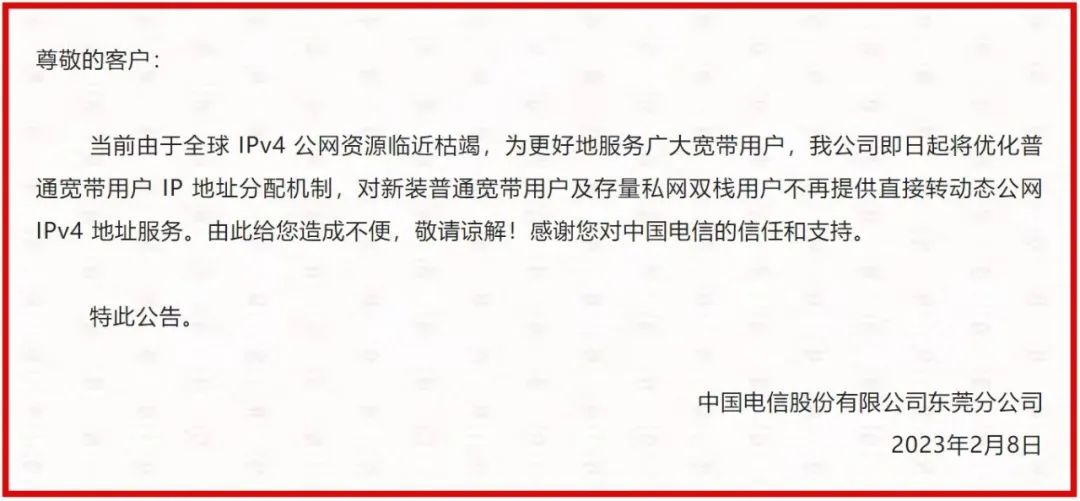 尊敬的客户：
当前由于全球 IPv4 公网资源临近枯竭，为更好地服务广大宽带用户，我公司即日起将优化普
通宽带用户 IP 地址分配机制，对新装普通宽带用户及存量私网双栈用户不再提供直接转动态公网
IPv4 地址服务。由此给您造成不便，敬请谅解！感谢您对中国电信的信任和支持。
特此公告。
中国电信股份有限公司东莞分公司
2023年2月8日